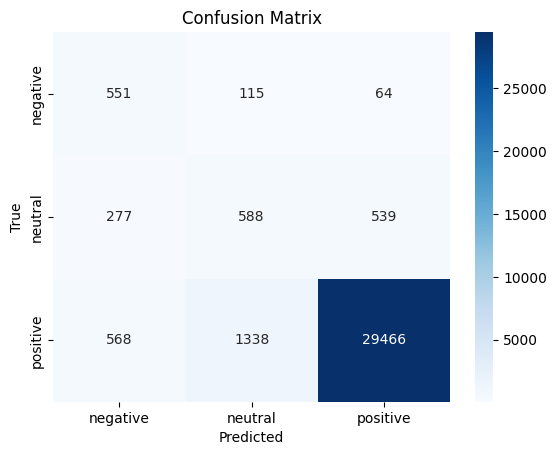 Confusion Matrix
True
negative
551 115 64
neutral
277 588 539
positive
568 1338 29466
negative neutral positive
Predicted
25000
20000
15000
10000
5000